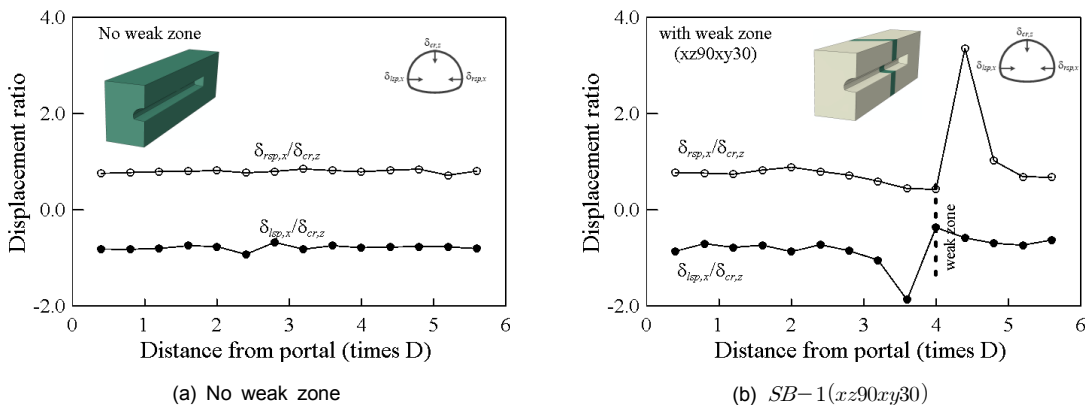 4.0
No weak zone
δcr,z
δlsp,x
δrsp,x
2.0
Displacement ratio
δrsp,x/δcr,z
0.0
δlsp,x/δcr,z
-2.0
0 1 2 3 4 5 6
Distance from portal (times D)
(a) No weak zone
4.0
with weak zone
(xz90xy30)
δcr,z
δlsp,x
δrsp,x
2.0
Displacement ratio
δrsp,x/δcr,z
0.0
weak zone
δlsp,x/δcr,z
-2.0
0 1 2 3 4 5 6
Distance from portal (times D)
(b) SB-1(xz90xy30)